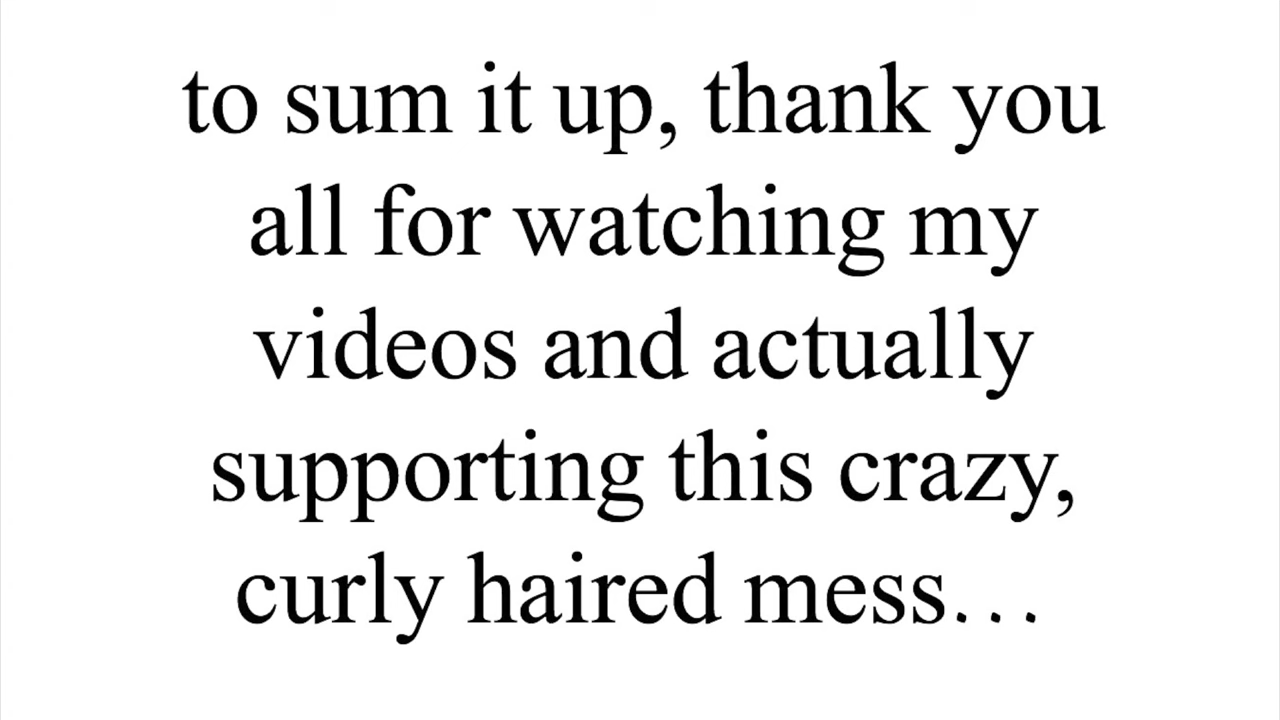 to sum it up, thank you
all for watching my
videos and actually
supporting this crazy,
curly haired mess…